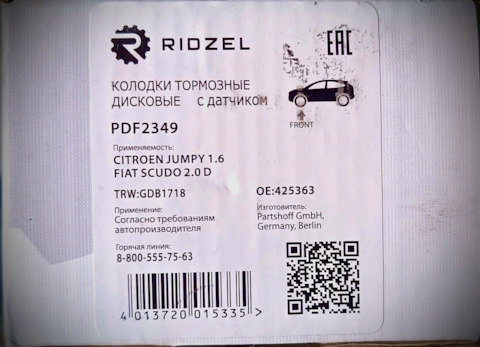 RIDZEL
EAC
КОЛОДКИ ТОРМОЗНЫЕ
ДИСКОВЫЕ с датчиком
FRONT
PDF2349
Применяемость:
CITROEN JUMPY 1.6
FIAT SCUDO 2.0 D
TRW:GDB1718
OE:425363
Применение:
Согласно требованиям
автопроизводителя
Изготовитель:
Partshoff GmbH,
Germany, Berlin
Горячая линия:
8-800-555-75-63
4 013720 015335 >